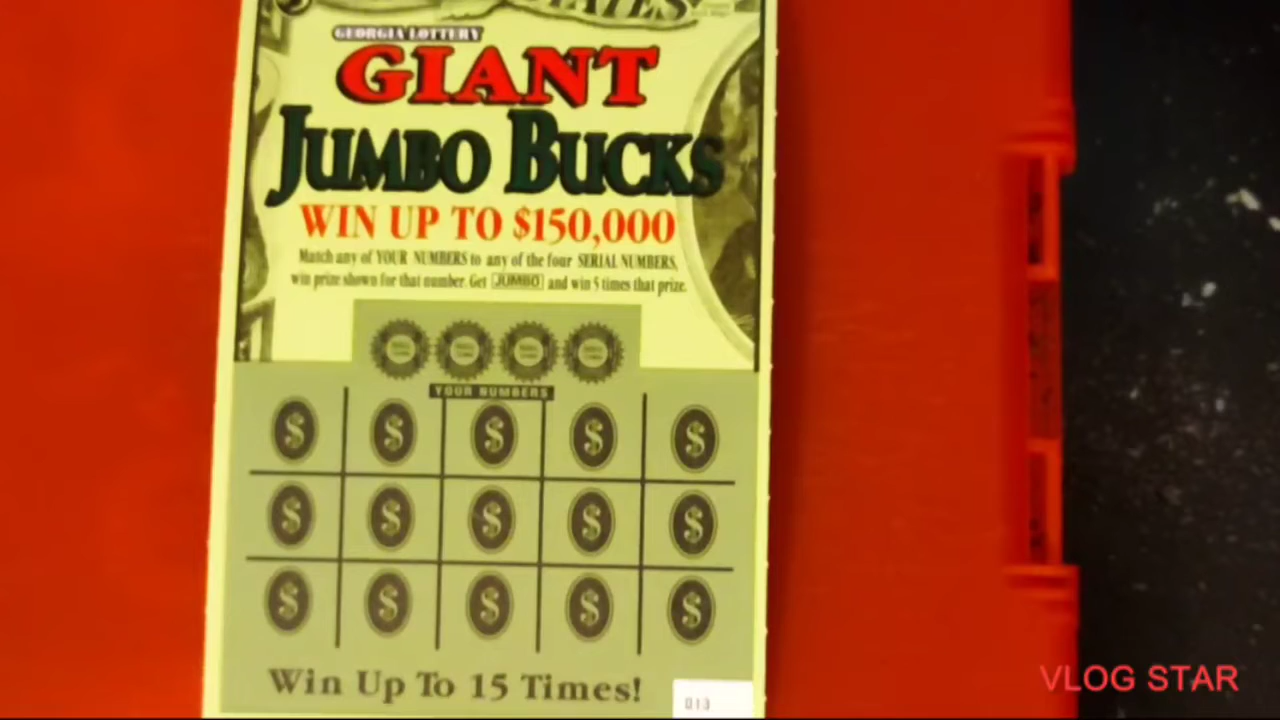 TATES
GEORGIA LOTTERY
GIANT
JUMBO BUCKS
WIN UP TO $150,000
Match any of YOUR NUMBERS to any of the four SERIAL NUMBERS,
win prize shown for that number. Get JUMBO and win 5 times that prize.
YOUR NUMBERS
$ $ $ $ $
$ $ $ $ $
$ $ $ $ $
Win Up To 15 Times!
013
VLOG STAR